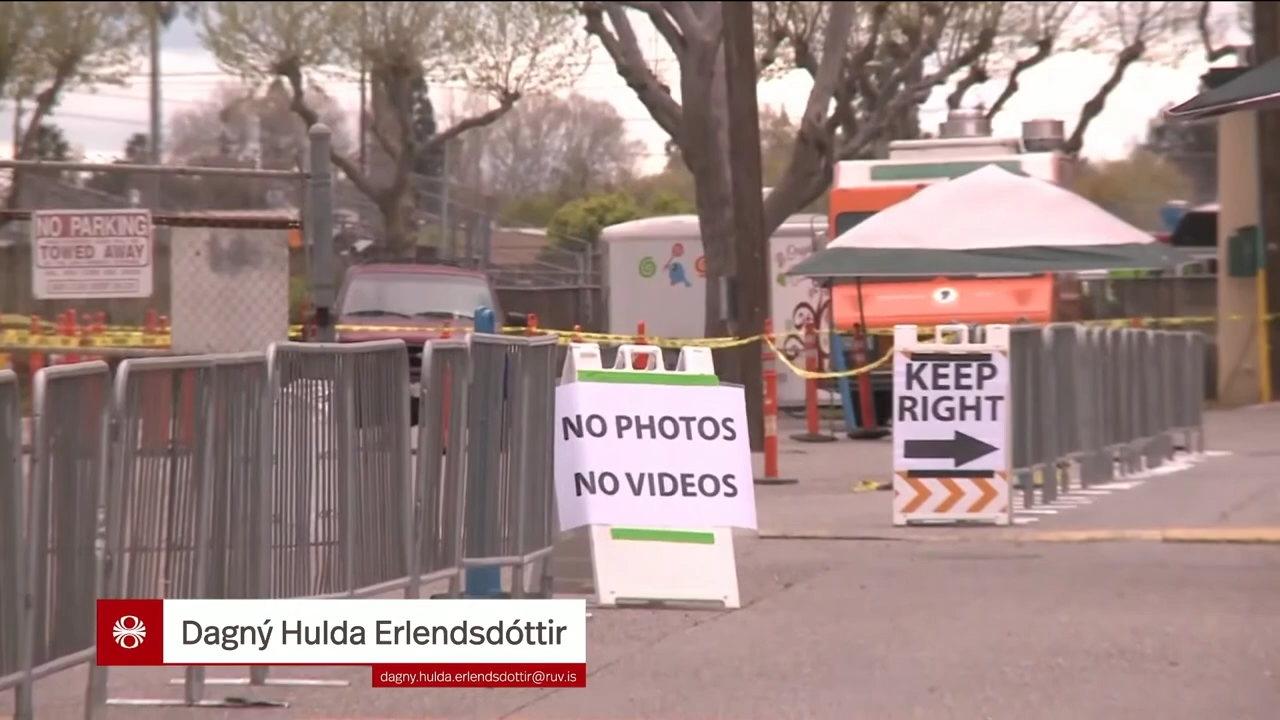 NO PARKING
TOWED AWAY
NO PHOTOS
NO VIDEOS
KEEP
RIGHT
Dagný Hulda Erlendsdóttir
dagny.hulda.erlendsdottir@ruv.is